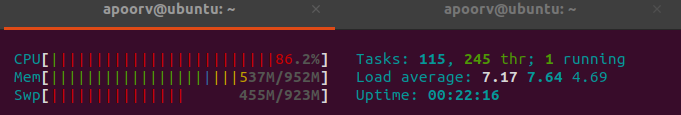 apoorv@ubuntu: ~ × apoorv@ubuntu: ~ ×
CPU[||||||||||||||||||||||||||86.2%] Tasks: 115, 245 thr; 1 running
Mem[||||||||||||||||||||||537M/952M] Load average: 7.17 7.64 4.69
Swp[||||||||||||||| 455M/923M] Uptime: 00:22:16